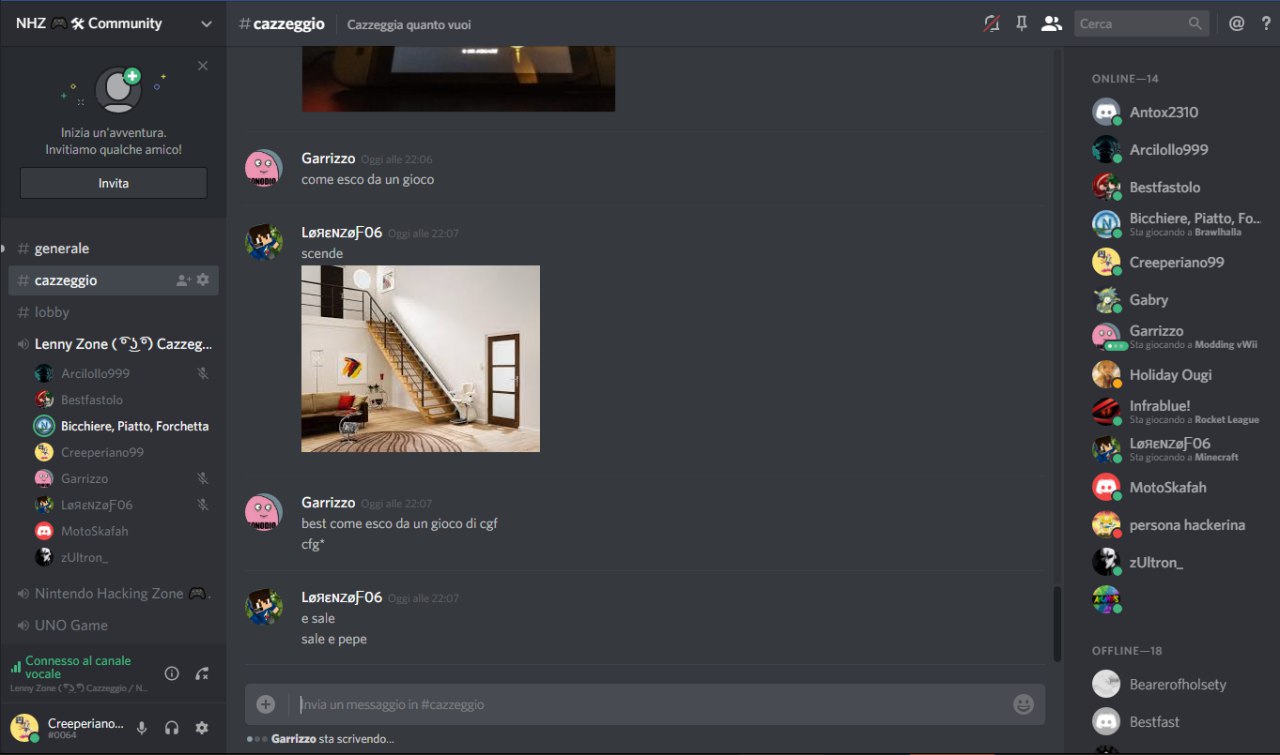 NHZ 🎮🛠 Community
# cazzeggio
Cazzeggia quanto vuoi
Cerca
@
?
Inizia un'avventura.
Invitiamo qualche amico!
Invita
# generale
# cazzeggio
# lobby
Lenny Zone ( ͡° ͜ʖ ͡°) Cazzeg...
Arcilollo999
Bestfastolo
Bicchiere, Piatto, Forchetta
Creeperiano99
Garrizzo
LøЯεɴzøƑ06
MotoSkafah
zUltron_
Nintendo Hacking Zone 🎮.
UNO Game
Connesso al canale
vocale
Lenny Zone ( ͡° ͜ʖ ͡°) Cazzeggio / N...
Creeperiano...
#0064
Garrizzo Oggi alle 22:06
come esco da un gioco
LøЯεɴzøƑ06 Oggi alle 22:07
scende
Garrizzo Oggi alle 22:07
best come esco da un gioco di cgf
cfg*
LøЯεɴzøƑ06 Oggi alle 22:07
e sale
sale e pepe
Invia un messaggio in #cazzeggio
Garrizzo sta scrivendo...
ONLINE—14
Antox2310
Arcilollo999
Bestfastolo
Bicchiere, Piatto, Fo...
Sta giocando a Brawlhalla
Creeperiano99
Gabry
Garrizzo
Sta giocando a Modding vWii
Holiday Ougi
Infrablue!
Sta giocando a Rocket League
LøЯεɴzøƑ06
Sta giocando a Minecraft
MotoSkafah
persona hackerina
zUltron_
OFFLINE—18
Bearerofholsety
Bestfast